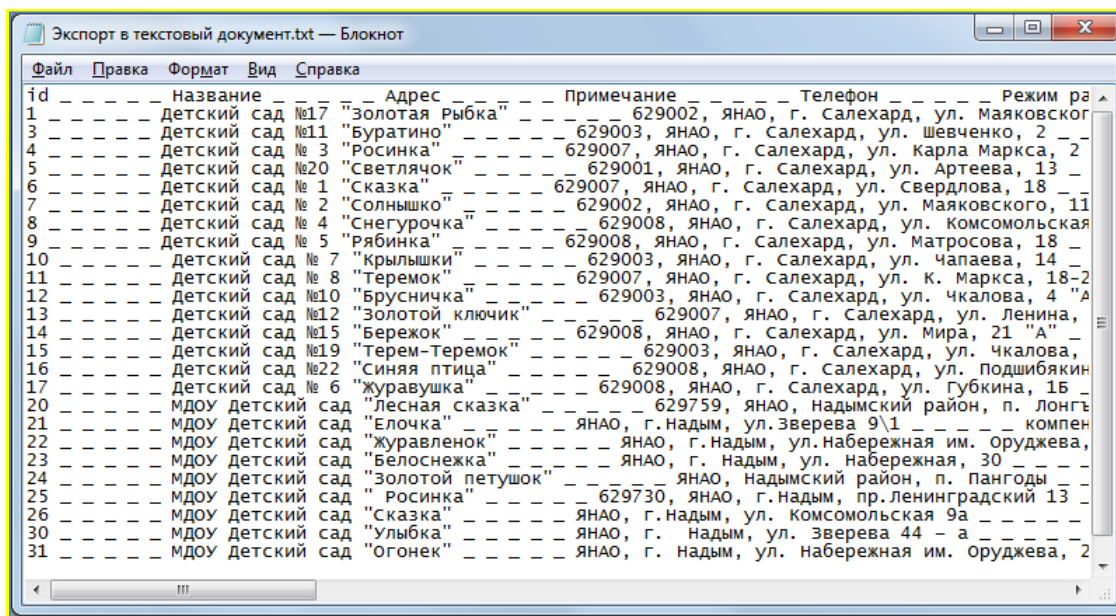 Экспорт в текстовый документ.txt — Блокнот
Файл Правка Формат Вид Справка
id _ _ _ _ _ Название _ _ _ _ _ Адрес _ _ _ _ _ Примечание _ _ _ _ _ Телефон _ _ _ _ _ Режим ра
1 _ _ _ _ _ Детский сад №17 "Золотая Рыбка" _ _ _ _ _ 629002, ЯНАО, г. Салехард, ул. Маяковског
3 _ _ _ _ _ Детский сад №11 "Буратино" _ _ _ _ _ 629003, ЯНАО, г. Салехард, ул. Шевченко, 2 _ _
4 _ _ _ _ _ Детский сад № 3 "Росинка" _ _ _ _ _ 629007, ЯНАО, г. Салехард, ул. Карла Маркса, 2
5 _ _ _ _ _ Детский сад №20 "Светлячок" _ _ _ _ _ 629001, ЯНАО, г. Салехард, ул. Артеева, 13 _
6 _ _ _ _ _ Детский сад № 1 "Сказка" _ _ _ _ _ 629007, ЯНАО, г. Салехард, ул. Свердлова, 18 _ _
7 _ _ _ _ _ Детский сад № 2 "Солнышко" _ _ _ _ _ 629002, ЯНАО, г. Салехард, ул. Маяковского, 11
8 _ _ _ _ _ Детский сад № 4 "Снегурочка" _ _ _ _ _ 629008, ЯНАО, г. Салехард, ул. Комсомольская
9 _ _ _ _ _ Детский сад № 5 "Рябинка" _ _ _ _ _ 629008, ЯНАО, г. Салехард, ул. Матросова, 18 _
10 _ _ _ _ _ Детский сад № 7 "Крылышки" _ _ _ _ _ 629003, ЯНАО, г. Салехард, ул. Чапаева, 14 _
11 _ _ _ _ _ Детский сад № 8 "Теремок" _ _ _ _ _ 629007, ЯНАО, г. Салехард, ул. К. Маркса, 18-2
12 _ _ _ _ _ Детский сад №10 "Брусничка" _ _ _ _ _ 629003, ЯНАО, г. Салехард, ул. Чкалова, 4 "А
13 _ _ _ _ _ Детский сад №12 "Золотой ключик" _ _ _ _ _ 629007, ЯНАО, г. Салехард, ул. Ленина,
14 _ _ _ _ _ Детский сад №15 "Бережок" _ _ _ _ _ 629008, ЯНАО, г. Салехард, ул. Мира, 21 "А" _
15 _ _ _ _ _ Детский сад №19 "Терем-Теремок" _ _ _ _ _ 629003, ЯНАО, г. Салехард, ул. Чкалова,
16 _ _ _ _ _ Детский сад №22 "Синяя птица" _ _ _ _ _ 629008, ЯНАО, г. Салехард, ул. Подшибякин
17 _ _ _ _ _ Детский сад № 6 "Журавушка" _ _ _ _ _ 629008, ЯНАО, г. Салехард, ул. Губкина, 1Б _
20 _ _ _ _ _ МДОУ Детский сад "Лесная сказка" _ _ _ _ _ 629759, ЯНАО, Надымский район, п. Лонгъ
21 _ _ _ _ _ МДОУ Детский сад "Елочка" _ _ _ _ _ ЯНАО, г.Надым, ул.Зверева 9\1 _ _ _ _ _ компен
22 _ _ _ _ _ МДОУ Детский сад "Журавленок" _ _ _ _ _ ЯНАО, г.Надым, ул.Набережная им. Оруджева,
23 _ _ _ _ _ МДОУ Детский сад "Белоснежка" _ _ _ _ _ ЯНАО, г. Надым, ул. Набережная, 30 _ _ _ _
24 _ _ _ _ _ МДОУ Детский сад "Золотой петушок" _ _ _ _ _ ЯНАО, Надымский район, п. Пангоды _ _
25 _ _ _ _ _ МДОУ Детский сад " Росинка" _ _ _ _ _ 629730, ЯНАО, г.Надым, пр.Ленинградский 13 _
26 _ _ _ _ _ МДОУ Детский сад "Сказка" _ _ _ _ _ ЯНАО, г.Надым, ул. Комсомольская 9а _ _ _ _ _
30 _ _ _ _ _ МДОУ Детский сад "Улыбка" _ _ _ _ _ ЯНАО, г. Надым, ул. Зверева 44 - а _ _ _ _ _
31 _ _ _ _ _ МДОУ Детский сад "Огонек" _ _ _ _ _ ЯНАО, г. Надым, ул. Набережная им. Оруджева, 2